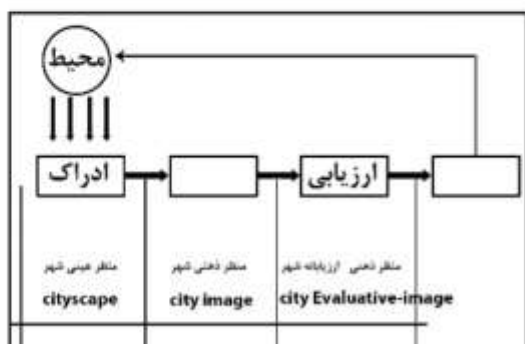 محیط
ادراک
ارزیابی
منظر عینی شهر
منظر ذهنی شهر
منظر ذهنی ارزیابانه شهر
cityscape
city image
city Evaluative-image